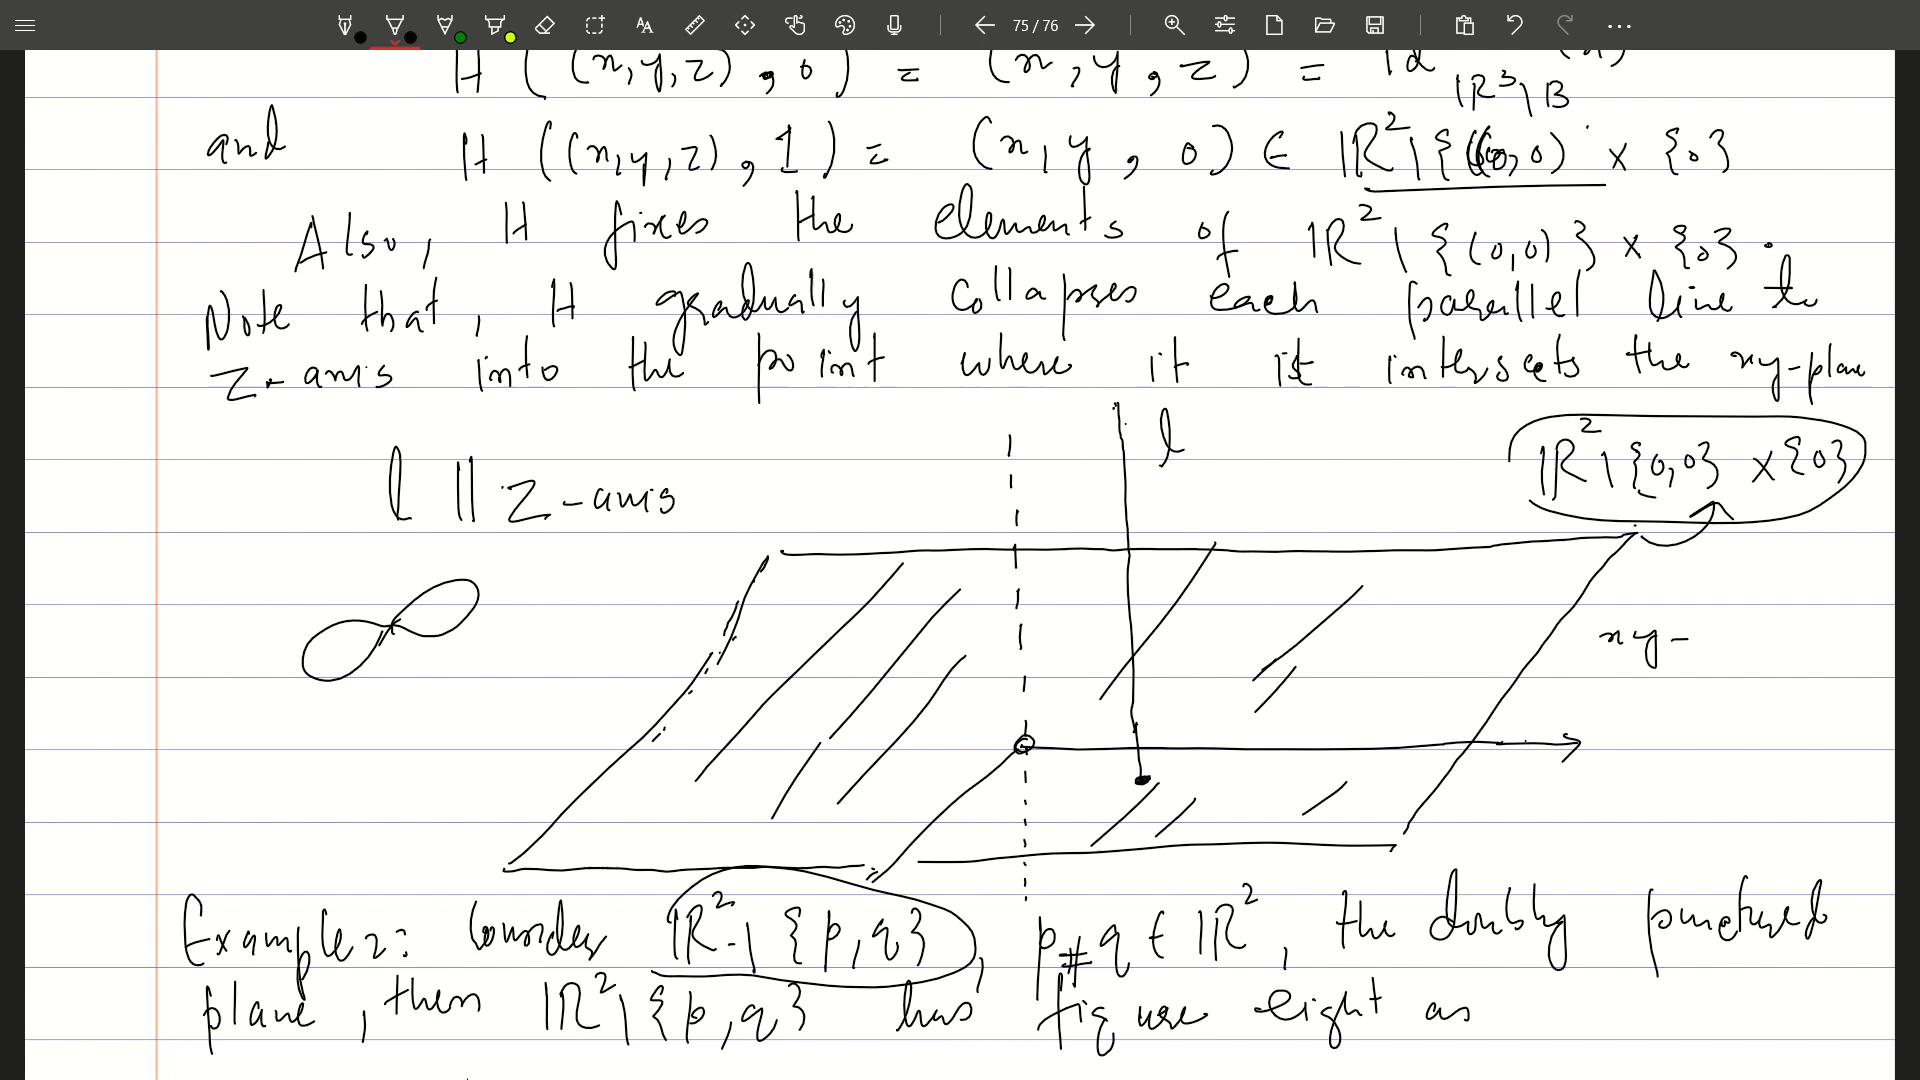 75 / 76
H ((x,y,z), 0) = (x,y,z) = Id ℝ³\B (x)
and H ((x,y,z), 1) = (x,y,0) ∈ ℝ² \ {(0,0) × {0}
Also, H fixes the elements of ℝ² \ {(0,0)} × {0}.
Note that, H gradually collapses each parallel line to
z-axis into the point where it is intersects the xy-plane
l
ℝ² \ {0,0} × {0}
l || z-axis
xy-
Example 2: Consider ℝ² \ {p,q}, p≠q ∈ ℝ², the doubly punctured
plane, then ℝ² \ {p,q} has figure eight as